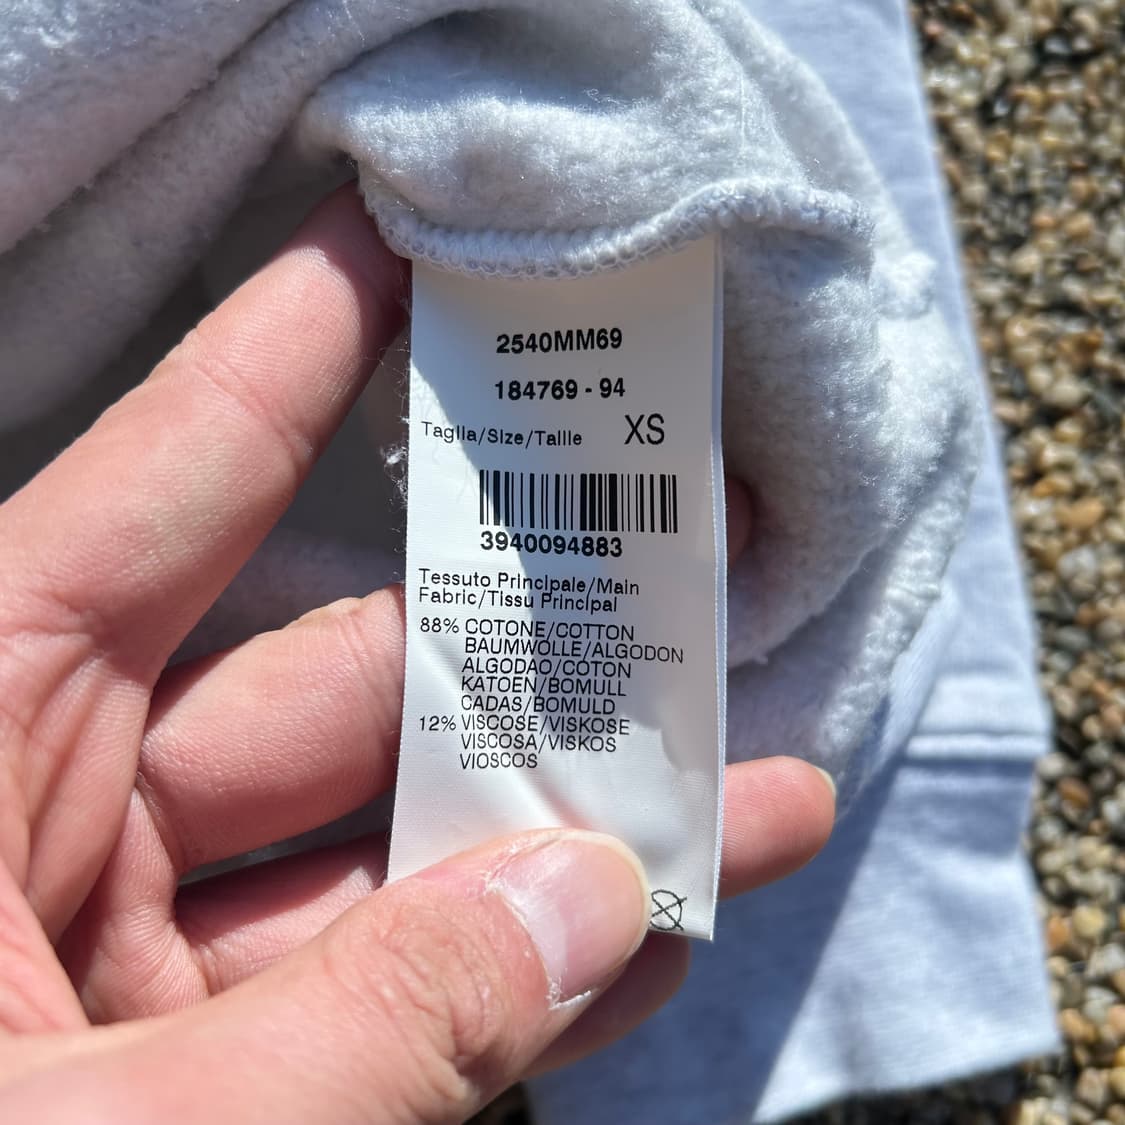 2540MM69
184769 - 94
Taglia/Size/Taille XS
3940094883
Tessuto Principale/Main
Fabric/Tissu Principal
88% COTONE/COTTON
BAUMWOLLE/ALGODON
ALGODAO/COTON
KATOEN/BOMULL
CADAS/BOMULD
12% VISCOSE/VISKOSE
VISCOSA/VISKOS
VIOSCOS